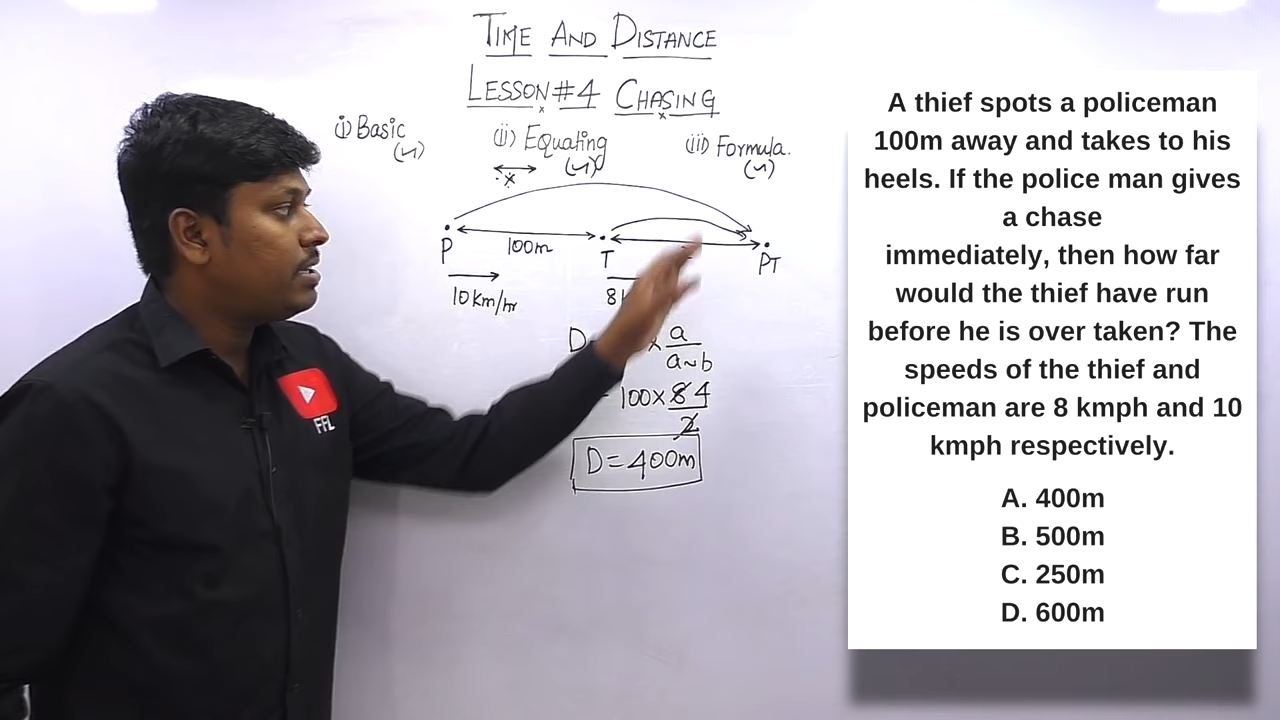 TIME AND DISTANCE
LESSON #4 CHASING
(i) Basic
(ii) Equating
(iii) Formula.
x
P
100m
T
PT
10 Km/hr
8
D
x a
a~b
100 x 8 4
2
D = 400m
FFL
A thief spots a policeman
100m away and takes to his
heels. If the police man gives
a chase
immediately, then how far
would the thief have run
before he is over taken? The
speeds of the thief and
policeman are 8 kmph and 10
kmph respectively.
A. 400m
B. 500m
C. 250m
D. 600m